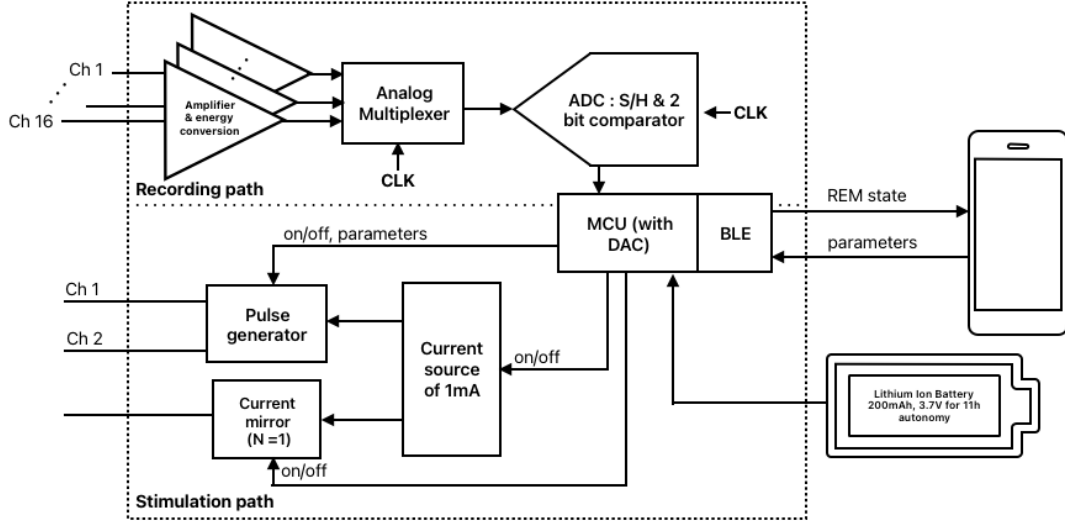 Ch 1
Ch 16
Amplifier
& energy
conversion
Analog
Multiplexer
CLK
ADC : S/H & 2
bit comparator
CLK
Recording path
MCU (with
DAC)
BLE
REM state
parameters
on/off, parameters
Ch 1
Ch 2
Pulse
generator
Current
source
of 1mA
on/off
Current
mirror
(N =1)
on/off
Lithium Ion Battery
200mAh, 3.7V for 11h
autonomy
Stimulation path